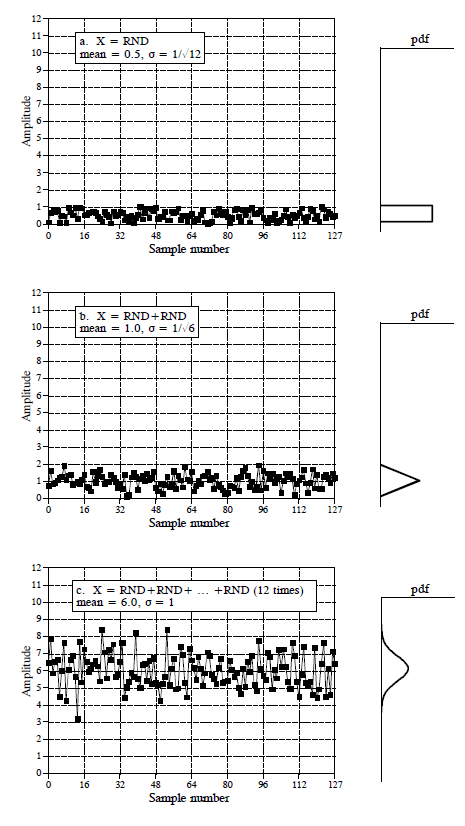 12
11
10
9
8
7
6
5
4
3
2
1
0
Amplitude
a. X = RND
mean = 0.5, σ = 1/√12
0 16 32 48 64 80 96 112 127
Sample number
pdf
12
11
10
9
8
7
6
5
4
3
2
1
0
Amplitude
b. X = RND+RND
mean = 1.0, σ = 1/√6
0 16 32 48 64 80 96 112 127
Sample number
pdf
12
11
10
9
8
7
6
5
4
3
2
1
0
Amplitude
c. X = RND+RND+ ... +RND (12 times)
mean = 6.0, σ = 1
0 16 32 48 64 80 96 112 127
Sample number
pdf